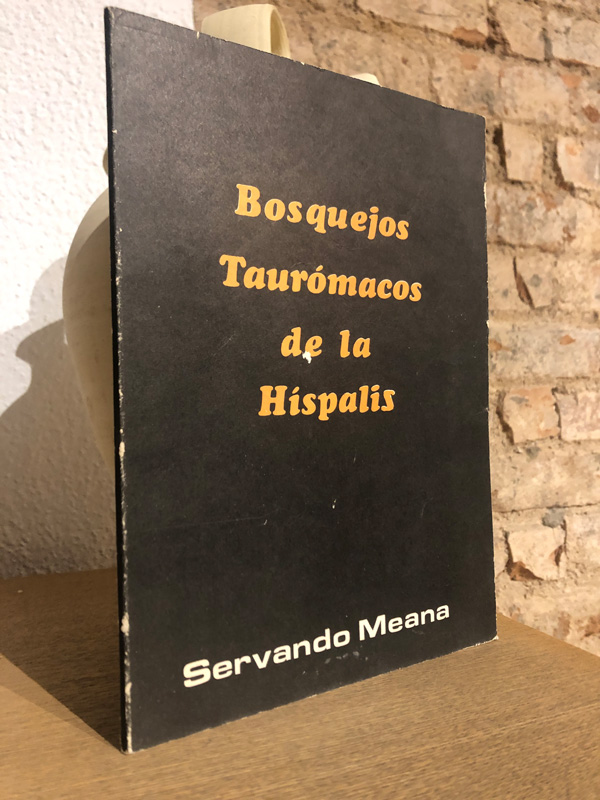 Bosquejos
Taurómacos
de la
Híspalis
Servando Meana